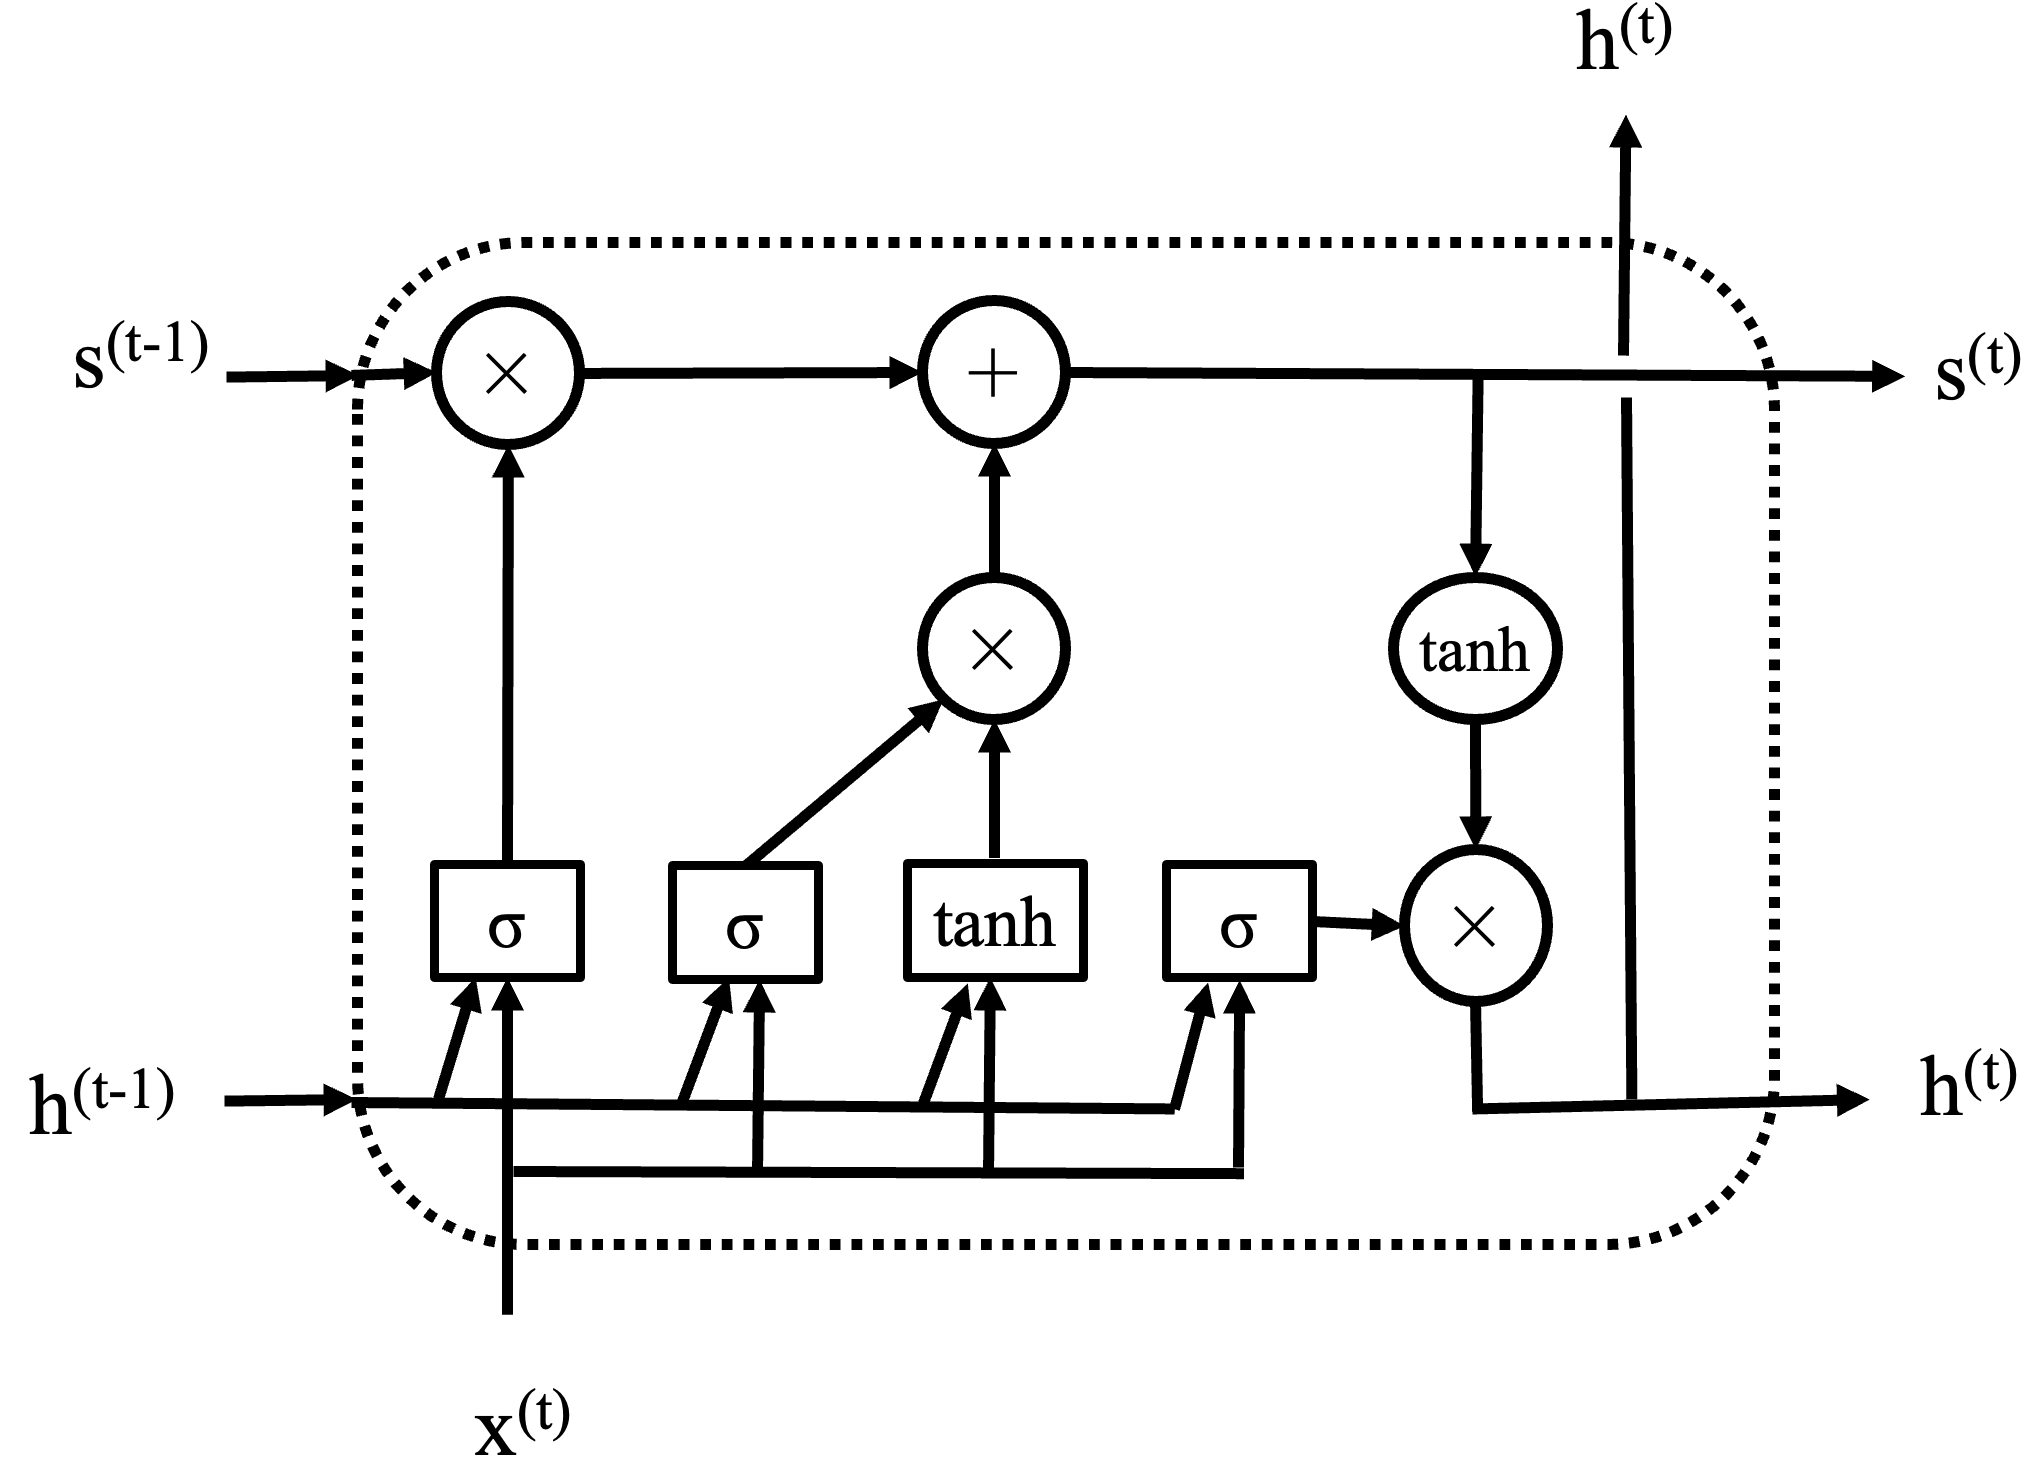 h(t)
s(t-1)
×
+
s(t)
×
tanh
σ
σ
tanh
σ
×
h(t-1)
h(t)
x(t)